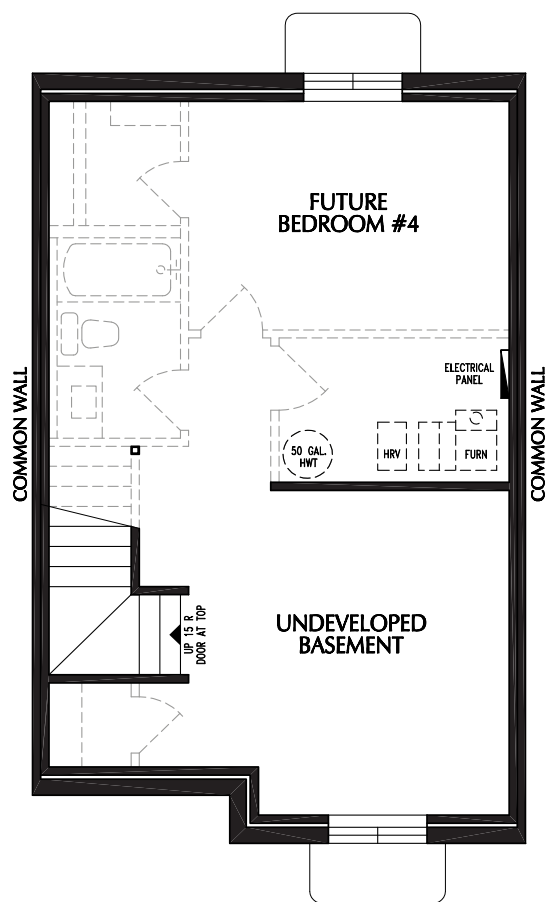 FUTURE
BEDROOM #4
ELECTRICAL
PANEL
COMMON WALL
COMMON WALL
50 GAL.
HWT
HRV
FURN
UP 15 R
DOOR AT TOP
UNDEVELOPED
BASEMENT